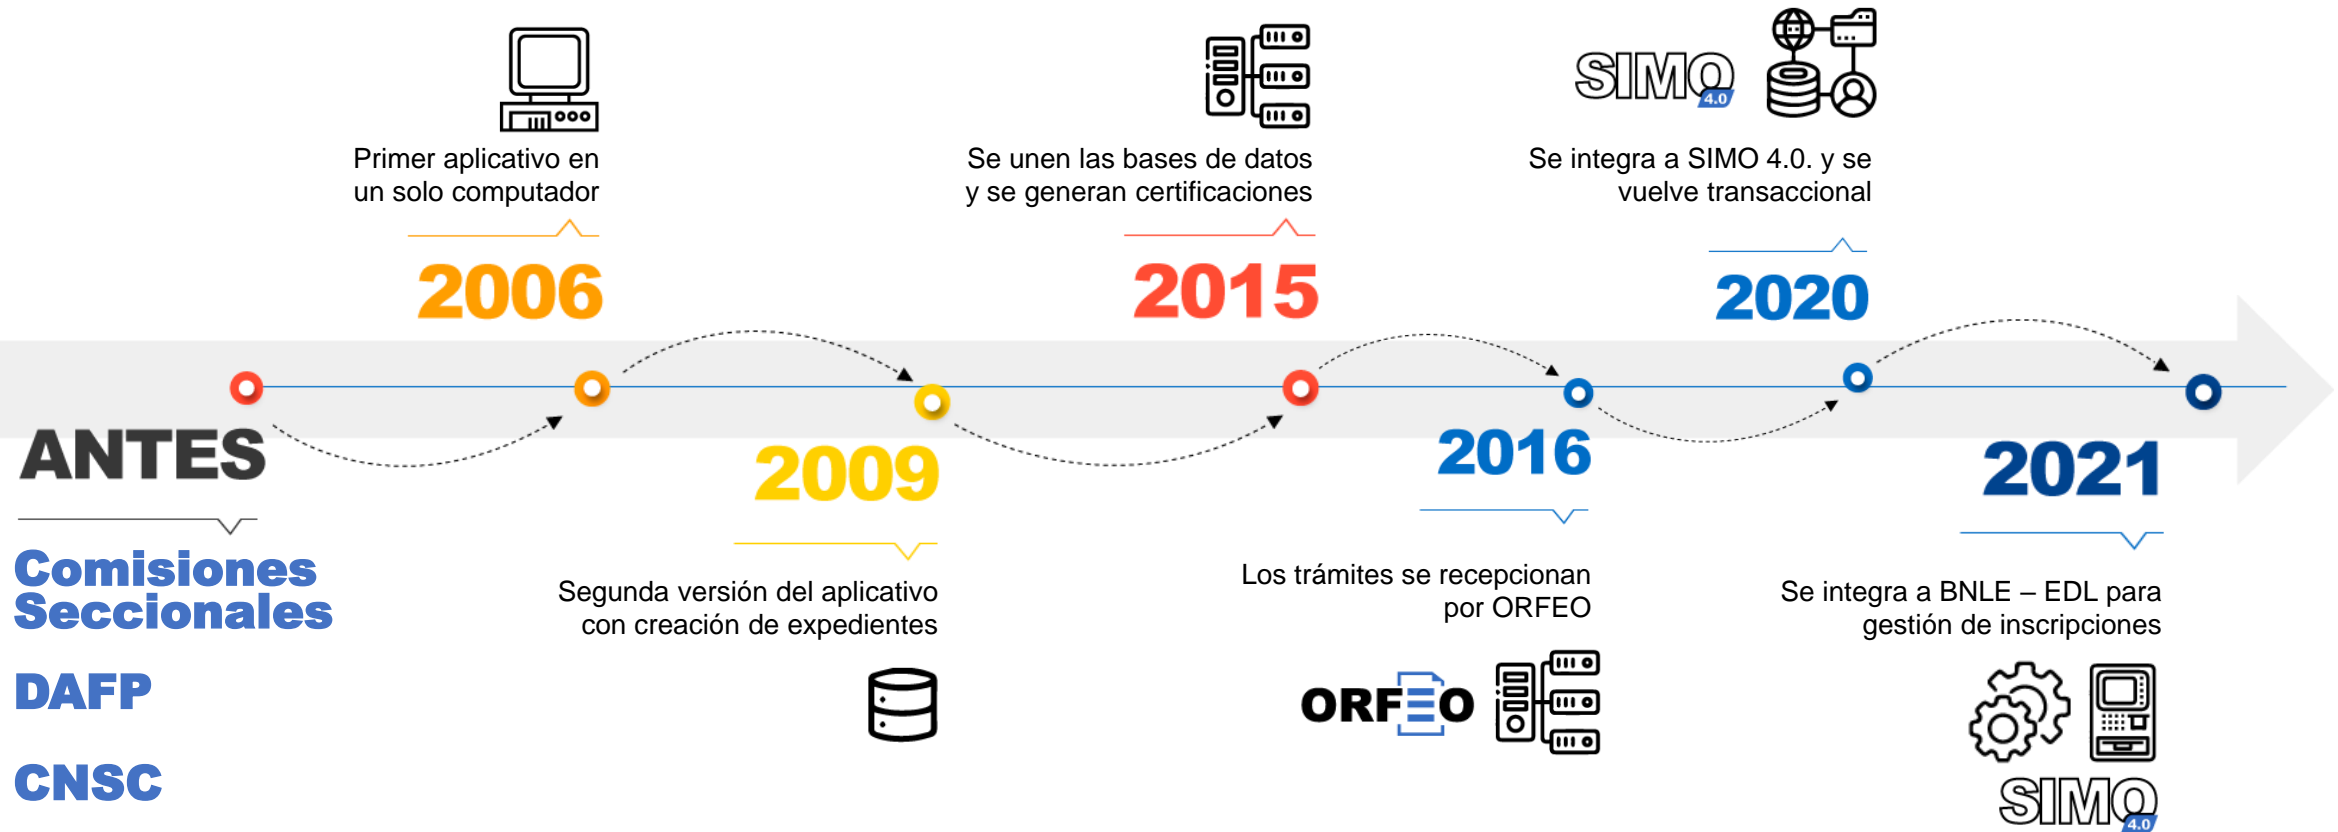 ANTES
Comisiones
Seccionales
DAFP
CNSC
Primer aplicativo en
un solo computador
2006
2009
Segunda versión del aplicativo
con creación de expedientes
Se unen las bases de datos
y se generan certificaciones
2015
2016
Los trámites se recepcionan
por ORFEO
ORFEO
SIMO
4.0
Se integra a SIMO 4.0. y se
vuelve transaccional
2020
2021
Se integra a BNLE – EDL para
gestión de inscripciones
SIMO
4.0